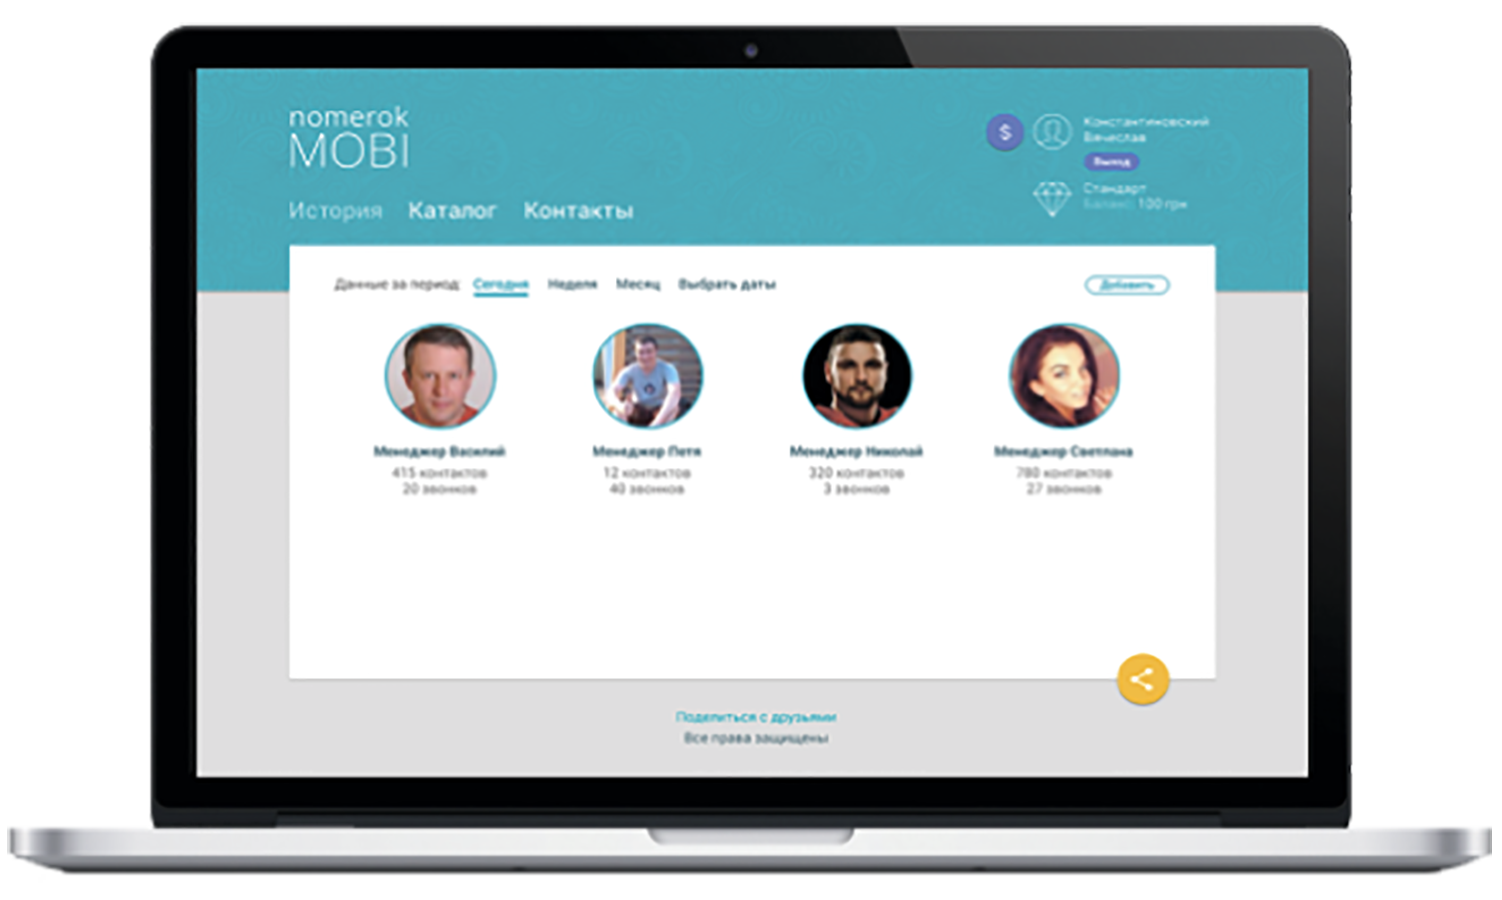 nomerok
MOBI
$
Константиновский
Вячеслав
Выход
Стандарт
Баланс: 100 грн
История Каталог Контакты
Данные за период: Сегодня Неделя Месяц Выбрать даты
Добавить
Менеджер Василий
415 контактов
20 звонков
Менеджер Петя
12 контактов
40 звонков
Менеджер Николай
320 контактов
3 звонков
Менеджер Светлана
780 контактов
27 звонков
Поделиться с друзьями
Все права защищены